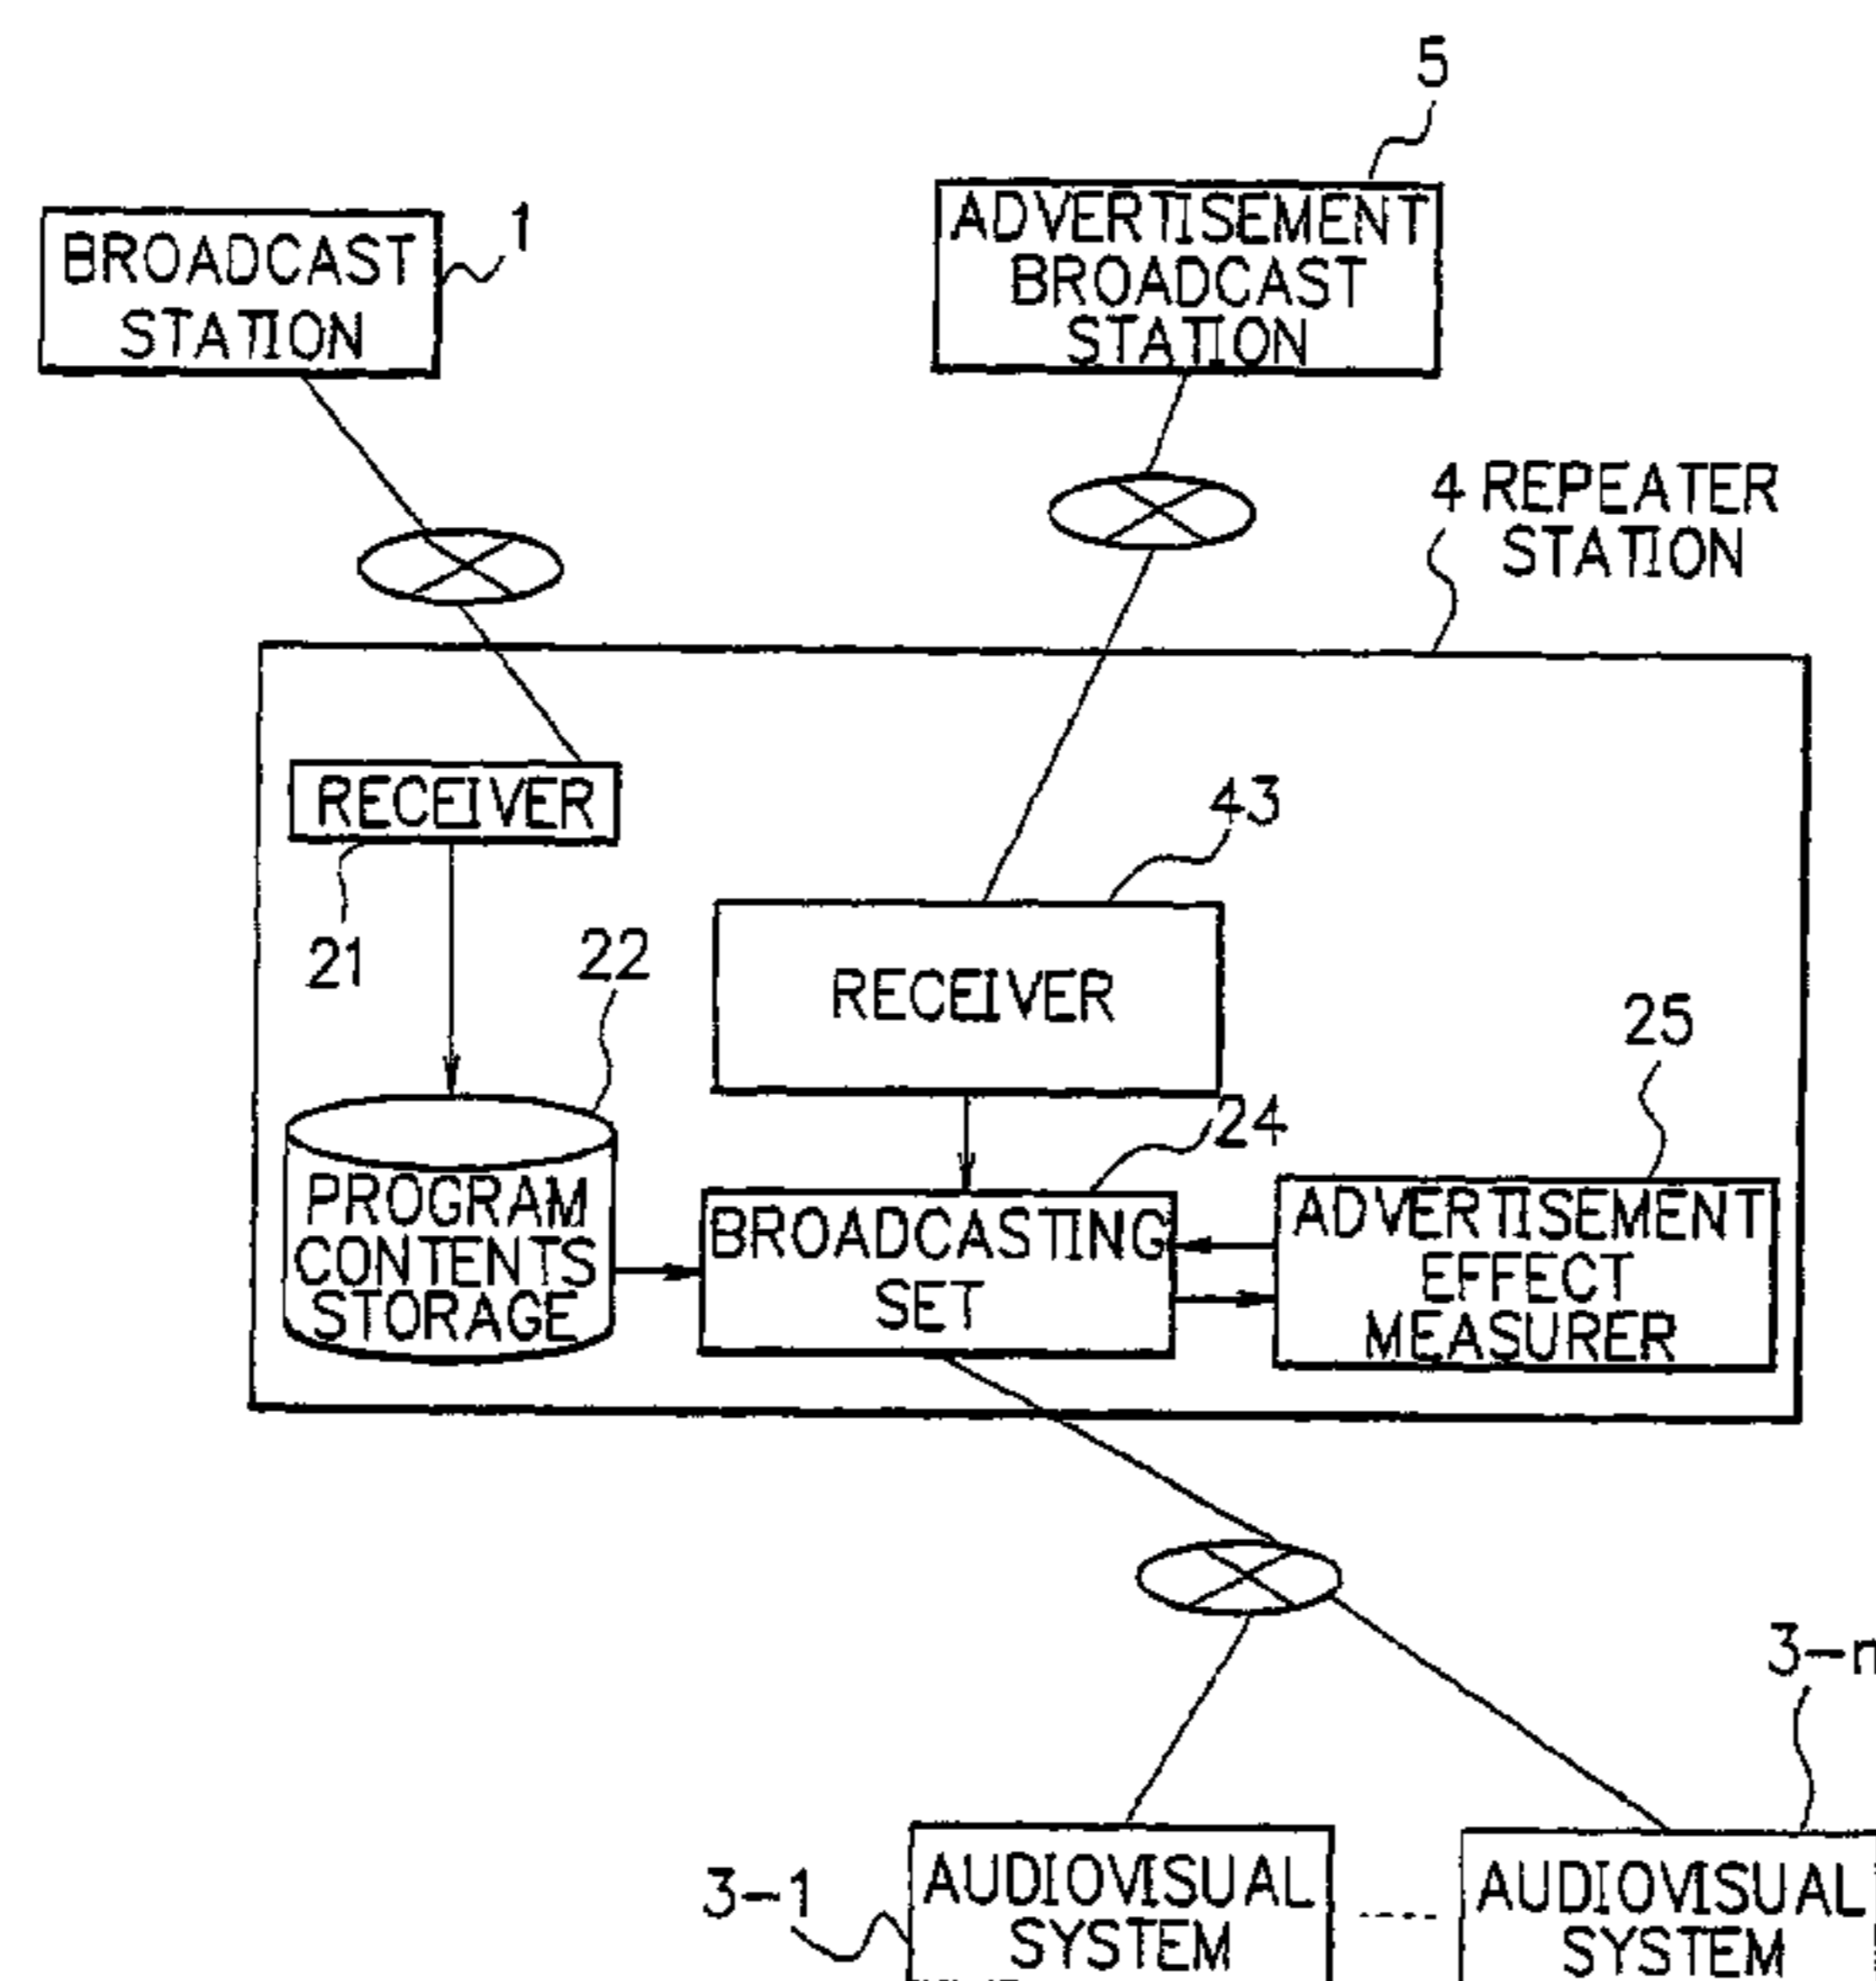 5
1
BROADCAST
STATION
ADVERTISEMENT
BROADCAST
STATION
4 REPEATER
STATION
RECEIVER
21
43
RECEIVER
22
PROGRAM
CONTENTS
STORAGE
24
BROADCASTING
SET
25
ADVERTISEMENT
EFFECT
MEASURER
3-n
3-1
AUDIOVISUAL
SYSTEM
AUDIOVISUAL
SYSTEM